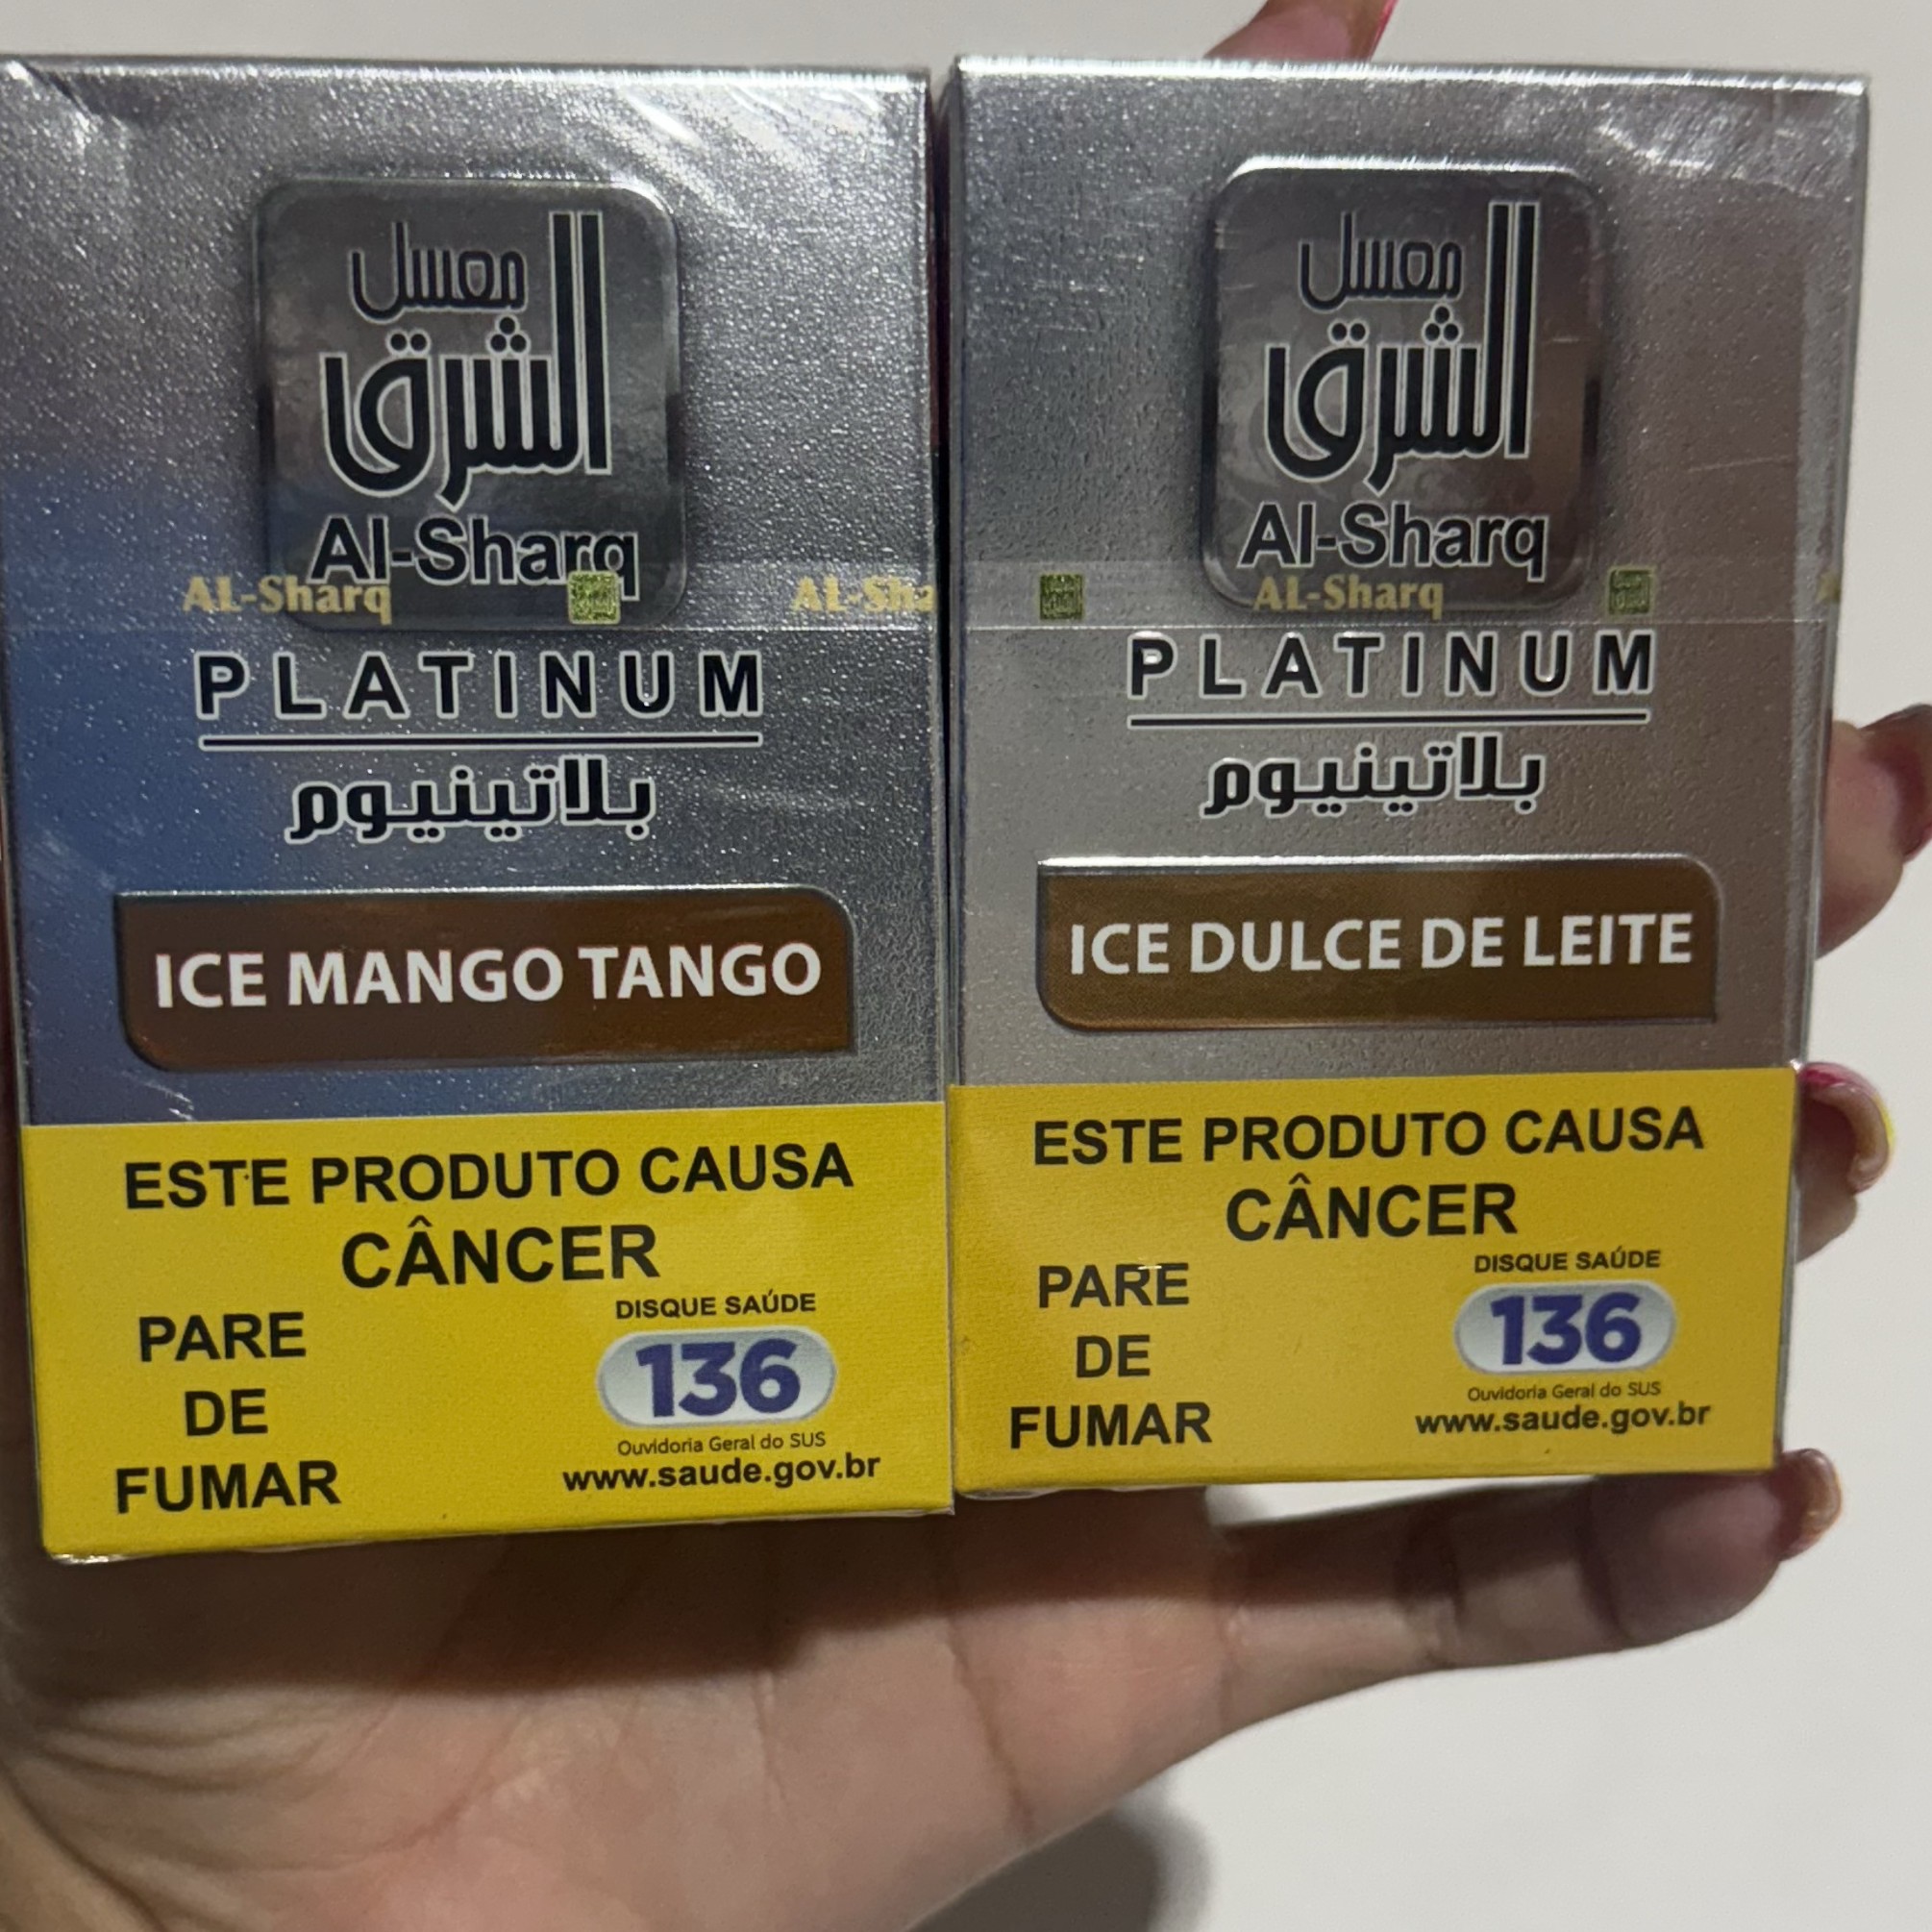 معسل
الشرق
Al-Sharq
AL-Sharq
AL-Sha
PLATINUM
بلاتينيوم
ICE MANGO TANGO
ESTE PRODUTO CAUSA
CÂNCER
PARE
DE
FUMAR
DISQUE SAÚDE
136
Ouvidoria Geral do SUS
www.saude.gov.br
معسل
الشرق
Al-Sharq
AL-Sharq
PLATINUM
بلاتينيوم
ICE DULCE DE LEITE
ESTE PRODUTO CAUSA
CÂNCER
PARE
DE
FUMAR
DISQUE SAÚDE
136
Ouvidoria Geral do SUS
www.saude.gov.br